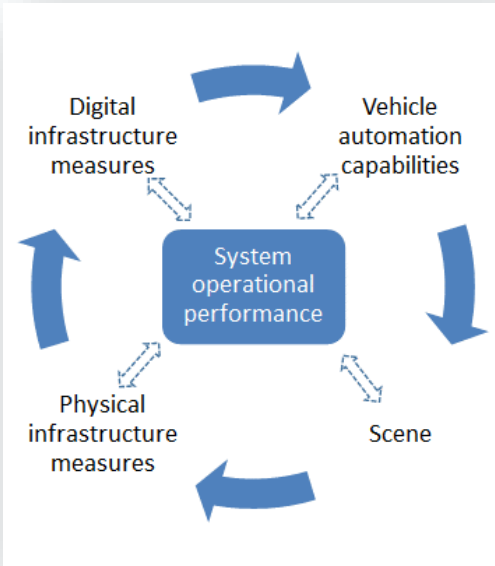 Digital
infrastructure
measures
Vehicle
automation
capabilities
System
operational
performance
Physical
infrastructure
measures
Scene